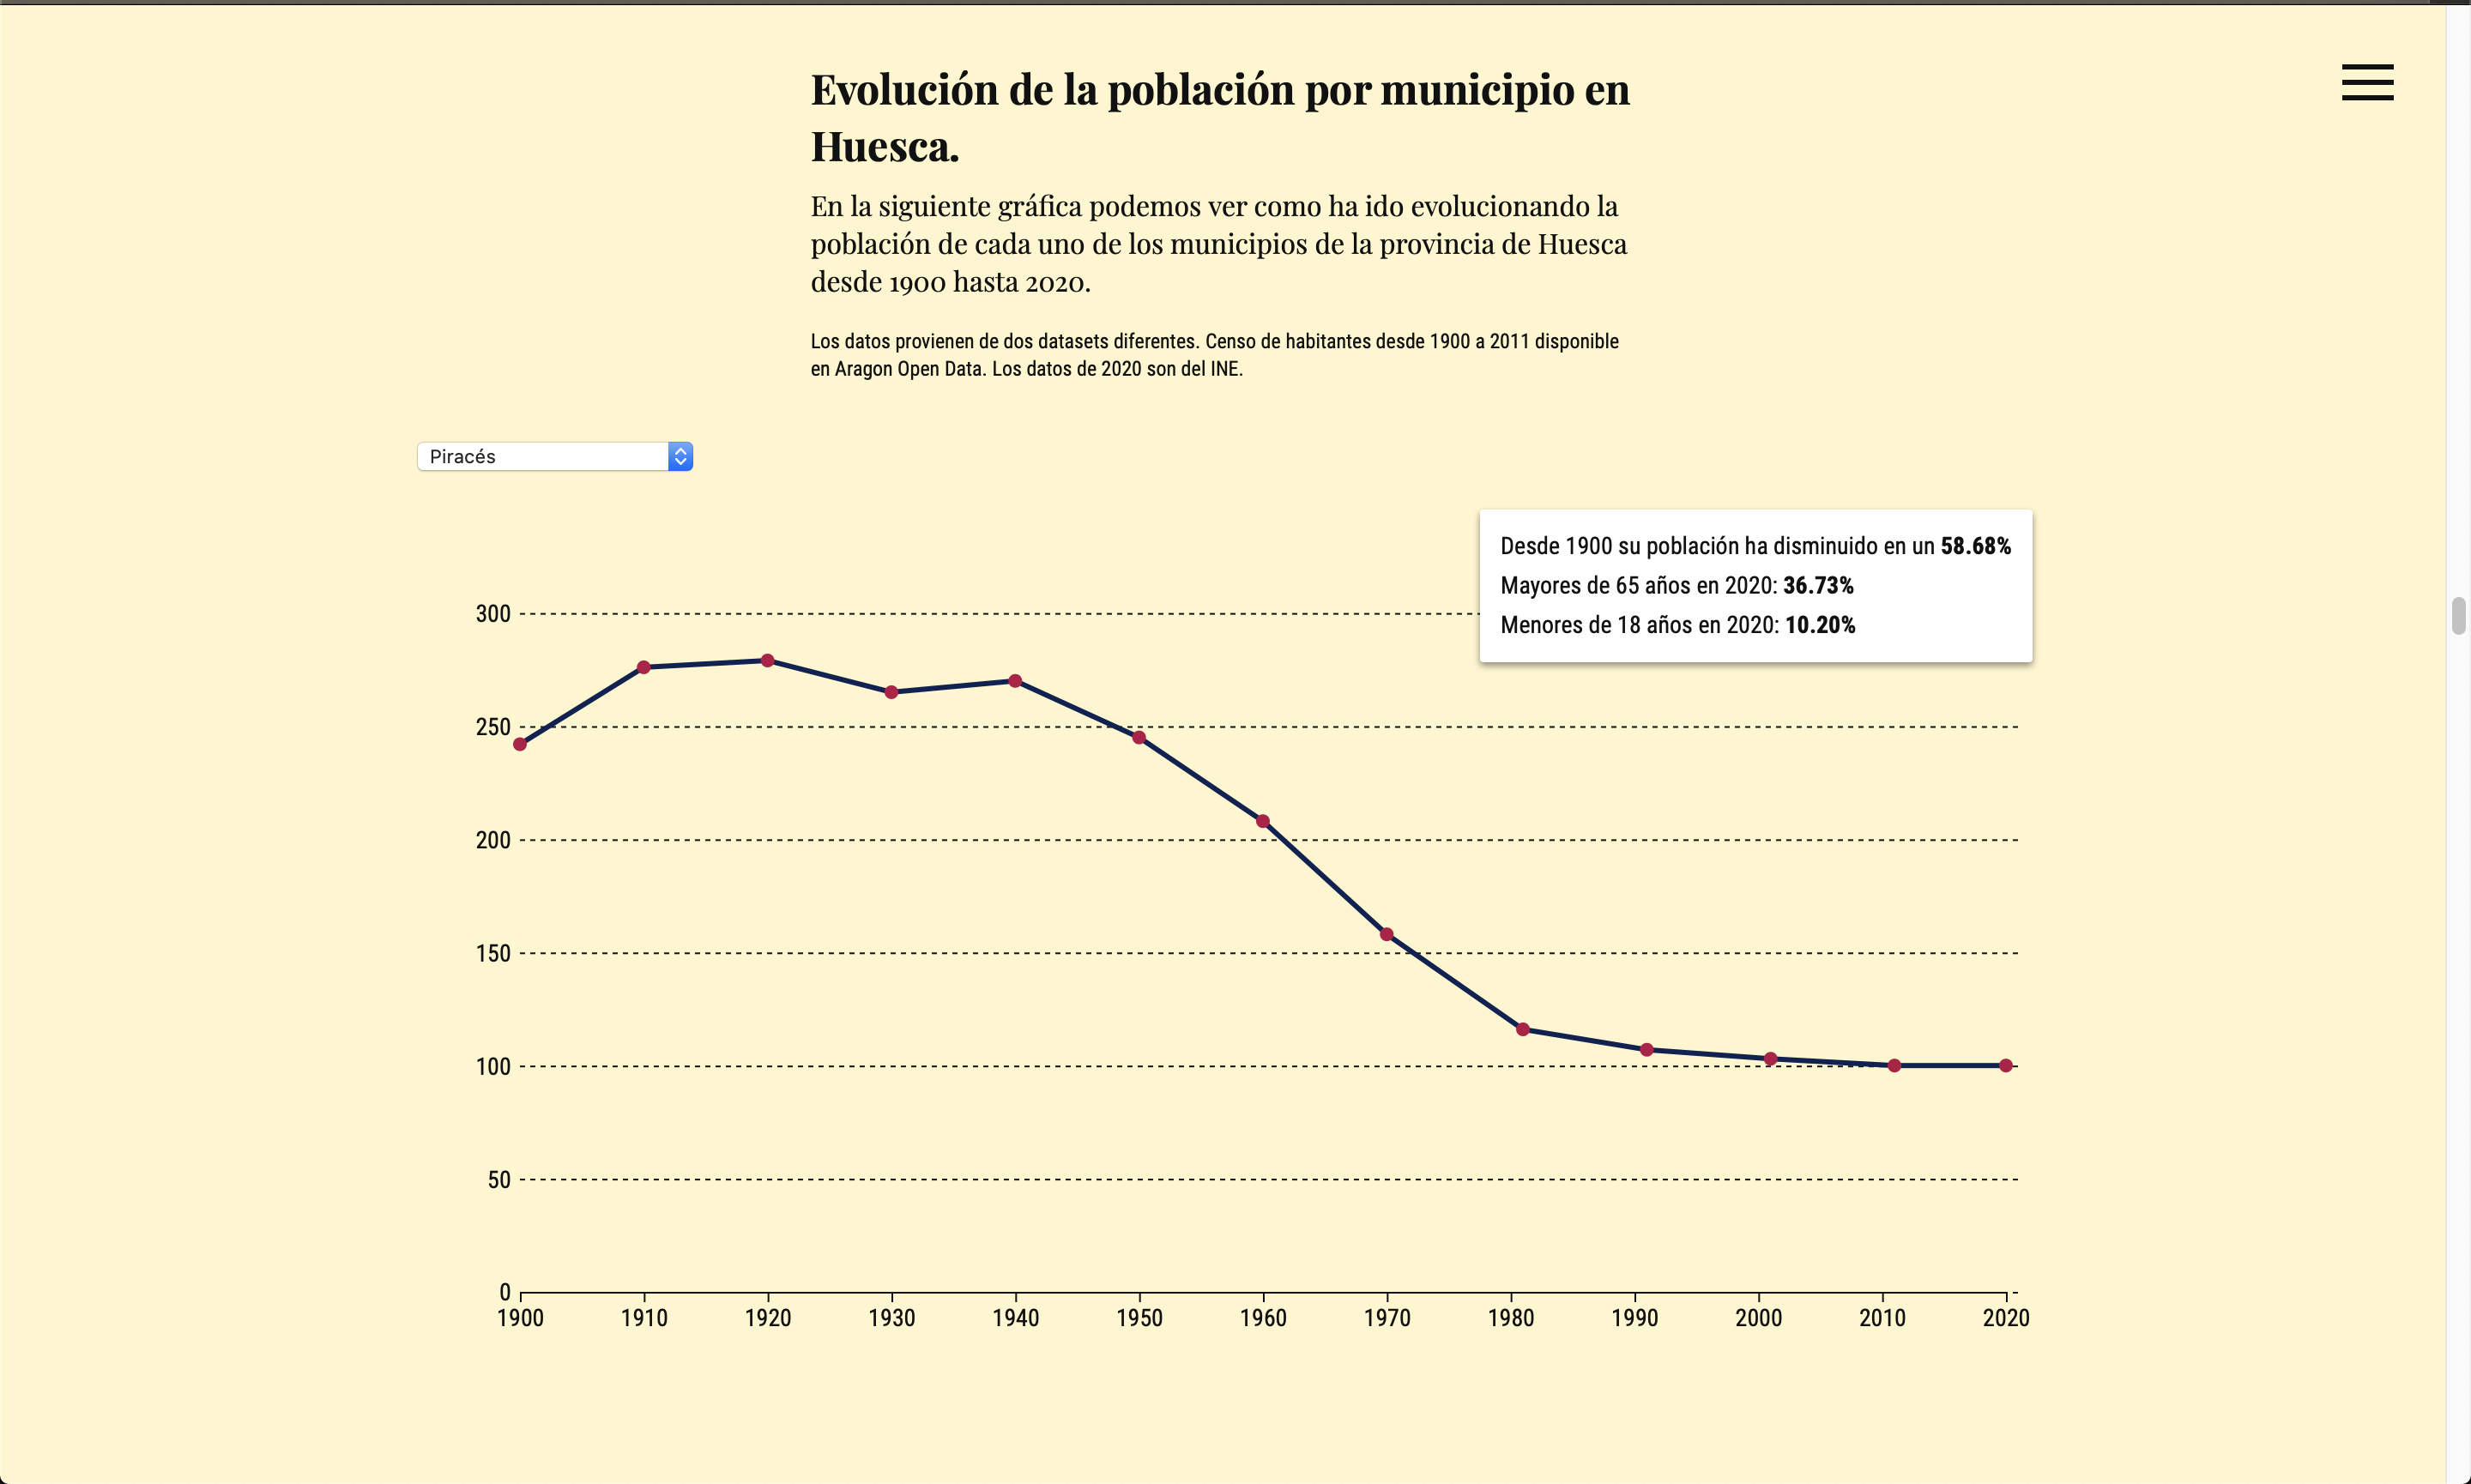 Evolución de la población por municipio en
Huesca.
En la siguiente gráfica podemos ver como ha ido evolucionando la
población de cada uno de los municipios de la provincia de Huesca
desde 1900 hasta 2020.
Los datos provienen de dos datasets diferentes. Censo de habitantes desde 1900 a 2011 disponible
en Aragon Open Data. Los datos de 2020 son del INE.
Piracés
Desde 1900 su población ha disminuido en un 58.68%
Mayores de 65 años en 2020: 36.73%
Menores de 18 años en 2020: 10.20%
300
250
200
150
100
50
0
1900 1910 1920 1930 1940 1950 1960 1970 1980 1990 2000 2010 2020